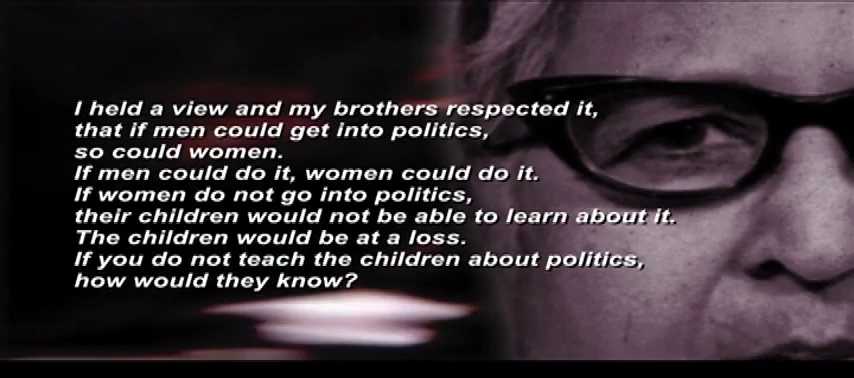 I held a view and my brothers respected it,
that if men could get into politics,
so could women.
If men could do it, women could do it.
If women do not go into politics,
their children would not be able to learn about it.
The children would be at a loss.
If you do not teach the children about politics,
how would they know?